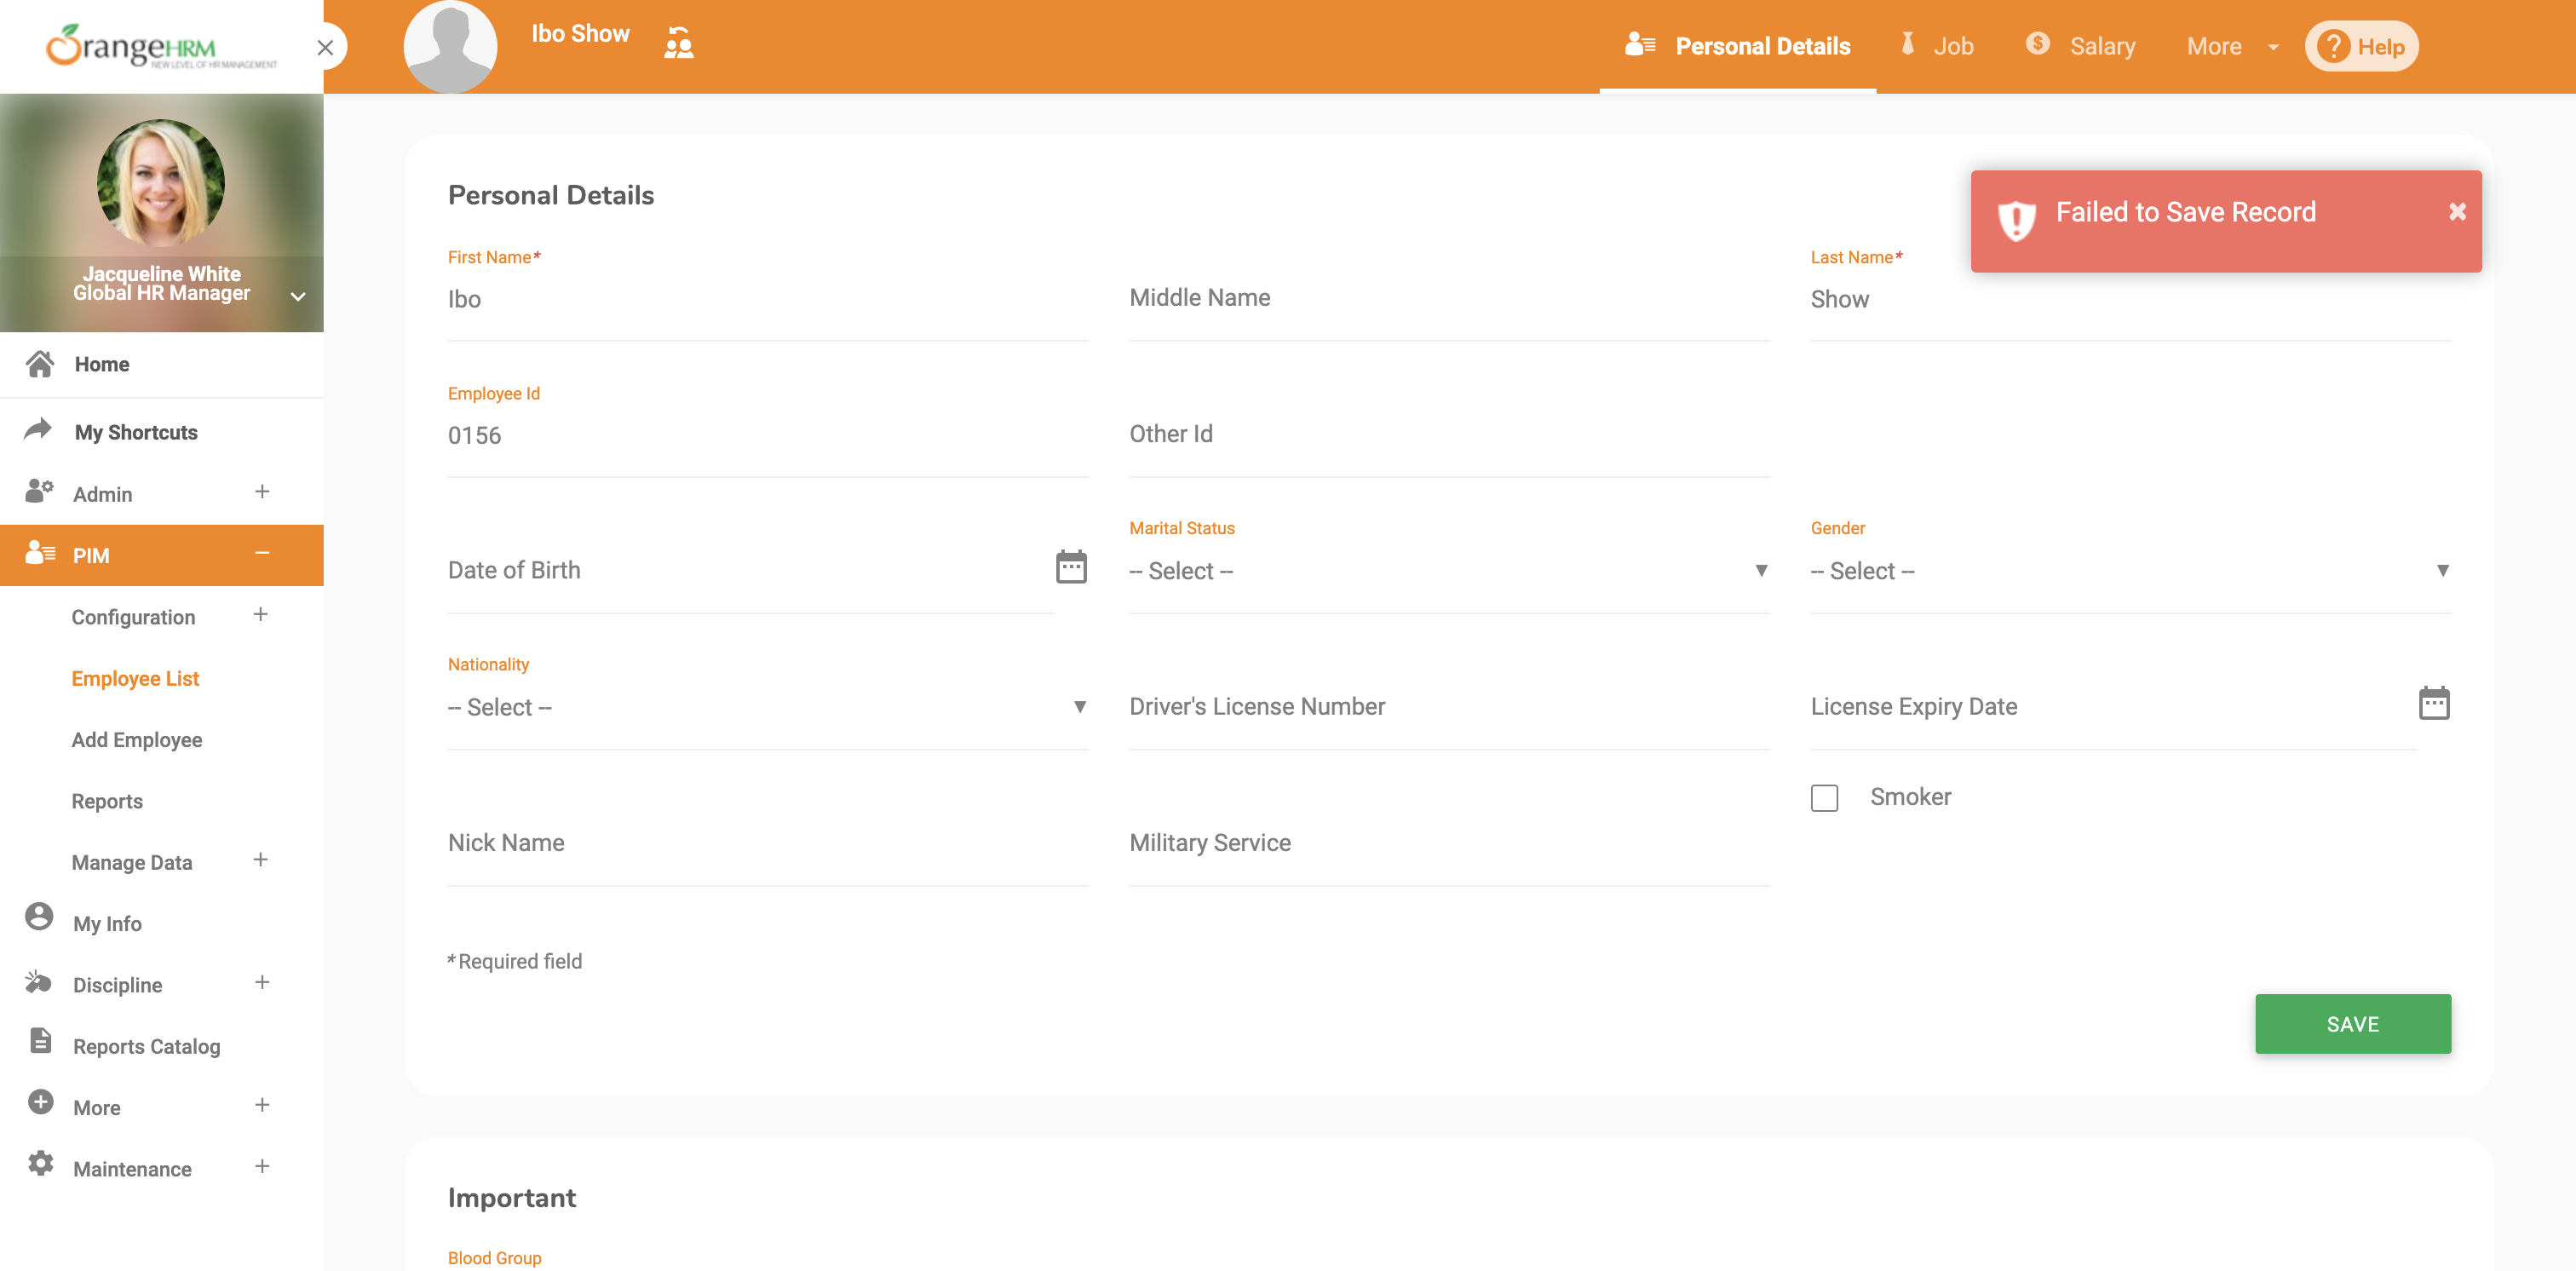 OrangeHRM
NEW LEVEL OF HR MANAGEMENT
Ibo Show
Personal Details
Job
Salary
More
Help
Jacqueline White
Global HR Manager
Home
My Shortcuts
Admin
PIM
Configuration
Employee List
Add Employee
Reports
Manage Data
My Info
Discipline
Reports Catalog
More
Maintenance
Personal Details
Failed to Save Record
First Name*
Ibo
Middle Name
Last Name*
Show
Employee Id
0156
Other Id
Date of Birth
Marital Status
-- Select --
Gender
-- Select --
Nationality
-- Select --
Driver's License Number
License Expiry Date
Nick Name
Military Service
Smoker
* Required field
SAVE
Important
Blood Group